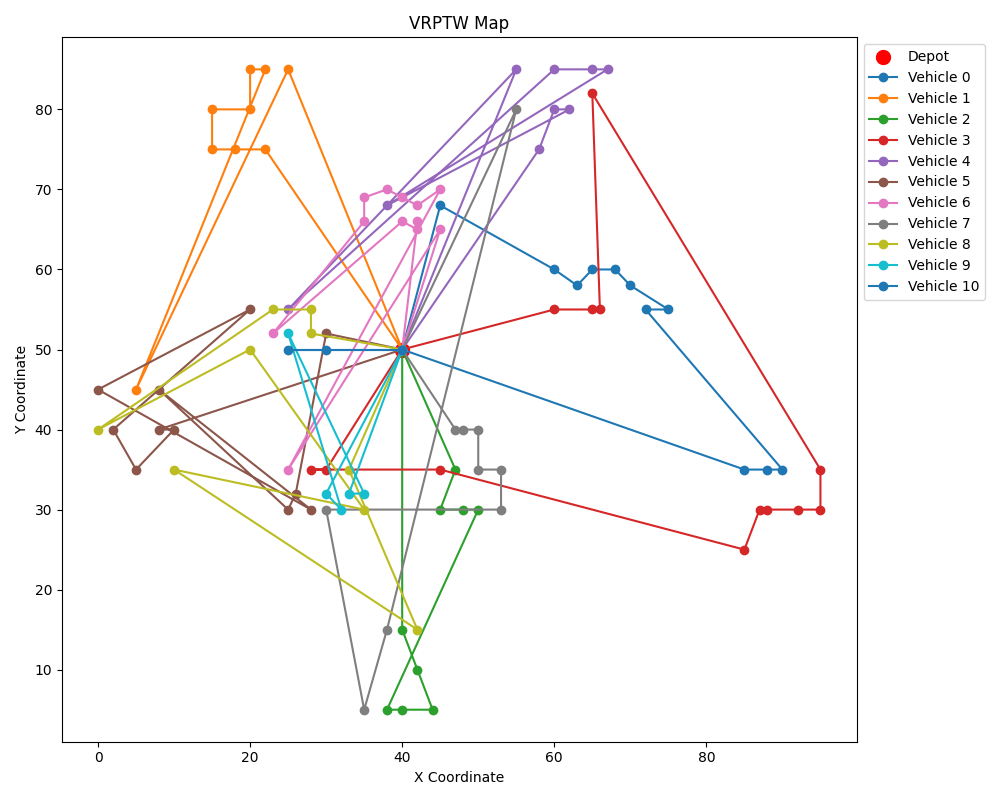 VRPTW Map
Y Coordinate
80
70
60
50
40
30
20
10
0
20
40
60
80
X Coordinate
Depot
Vehicle 0
Vehicle 1
Vehicle 2
Vehicle 3
Vehicle 4
Vehicle 5
Vehicle 6
Vehicle 7
Vehicle 8
Vehicle 9
Vehicle 10